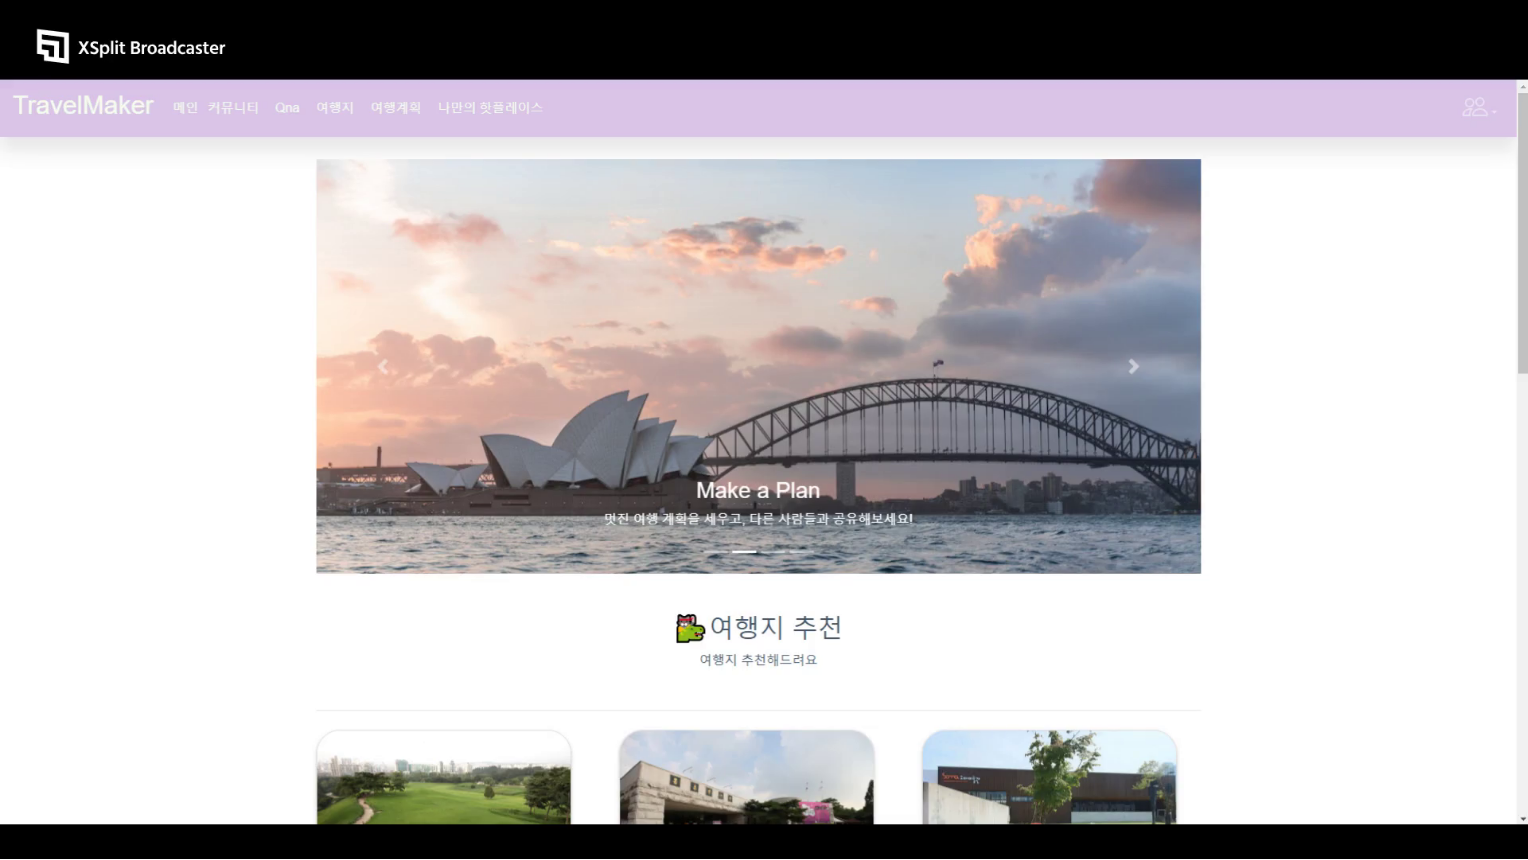 XSplit Broadcaster
TravelMaker 메인 커뮤니티 Qna 여행지 여행계획 나만의 핫플레이스
Make a Plan
멋진 여행 계획을 세우고, 다른 사람들과 공유해보세요!
여행지 추천
여행지 추천해드려요